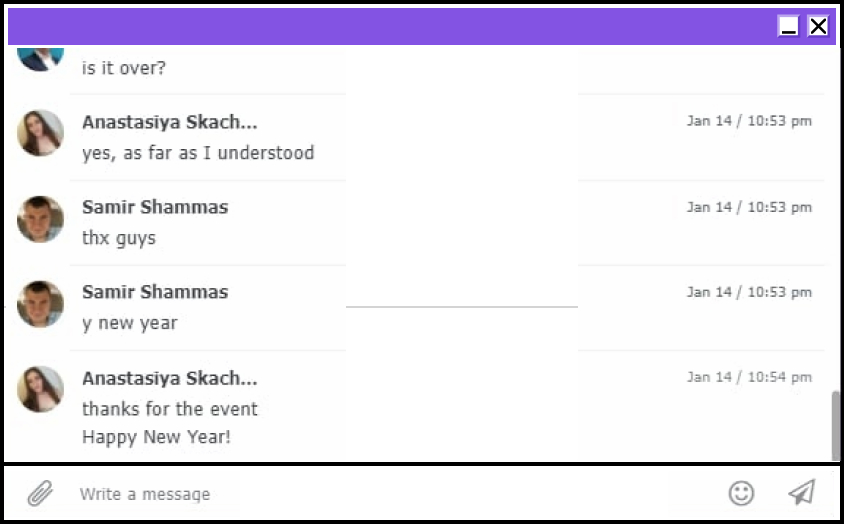 is it over?
Anastasiya Skach... Jan 14 / 10:53 pm
yes, as far as I understood
Samir Shammas Jan 14 / 10:53 pm
thx guys
Samir Shammas Jan 14 / 10:53 pm
y new year
Anastasiya Skach... Jan 14 / 10:54 pm
thanks for the event
Happy New Year!
Write a message